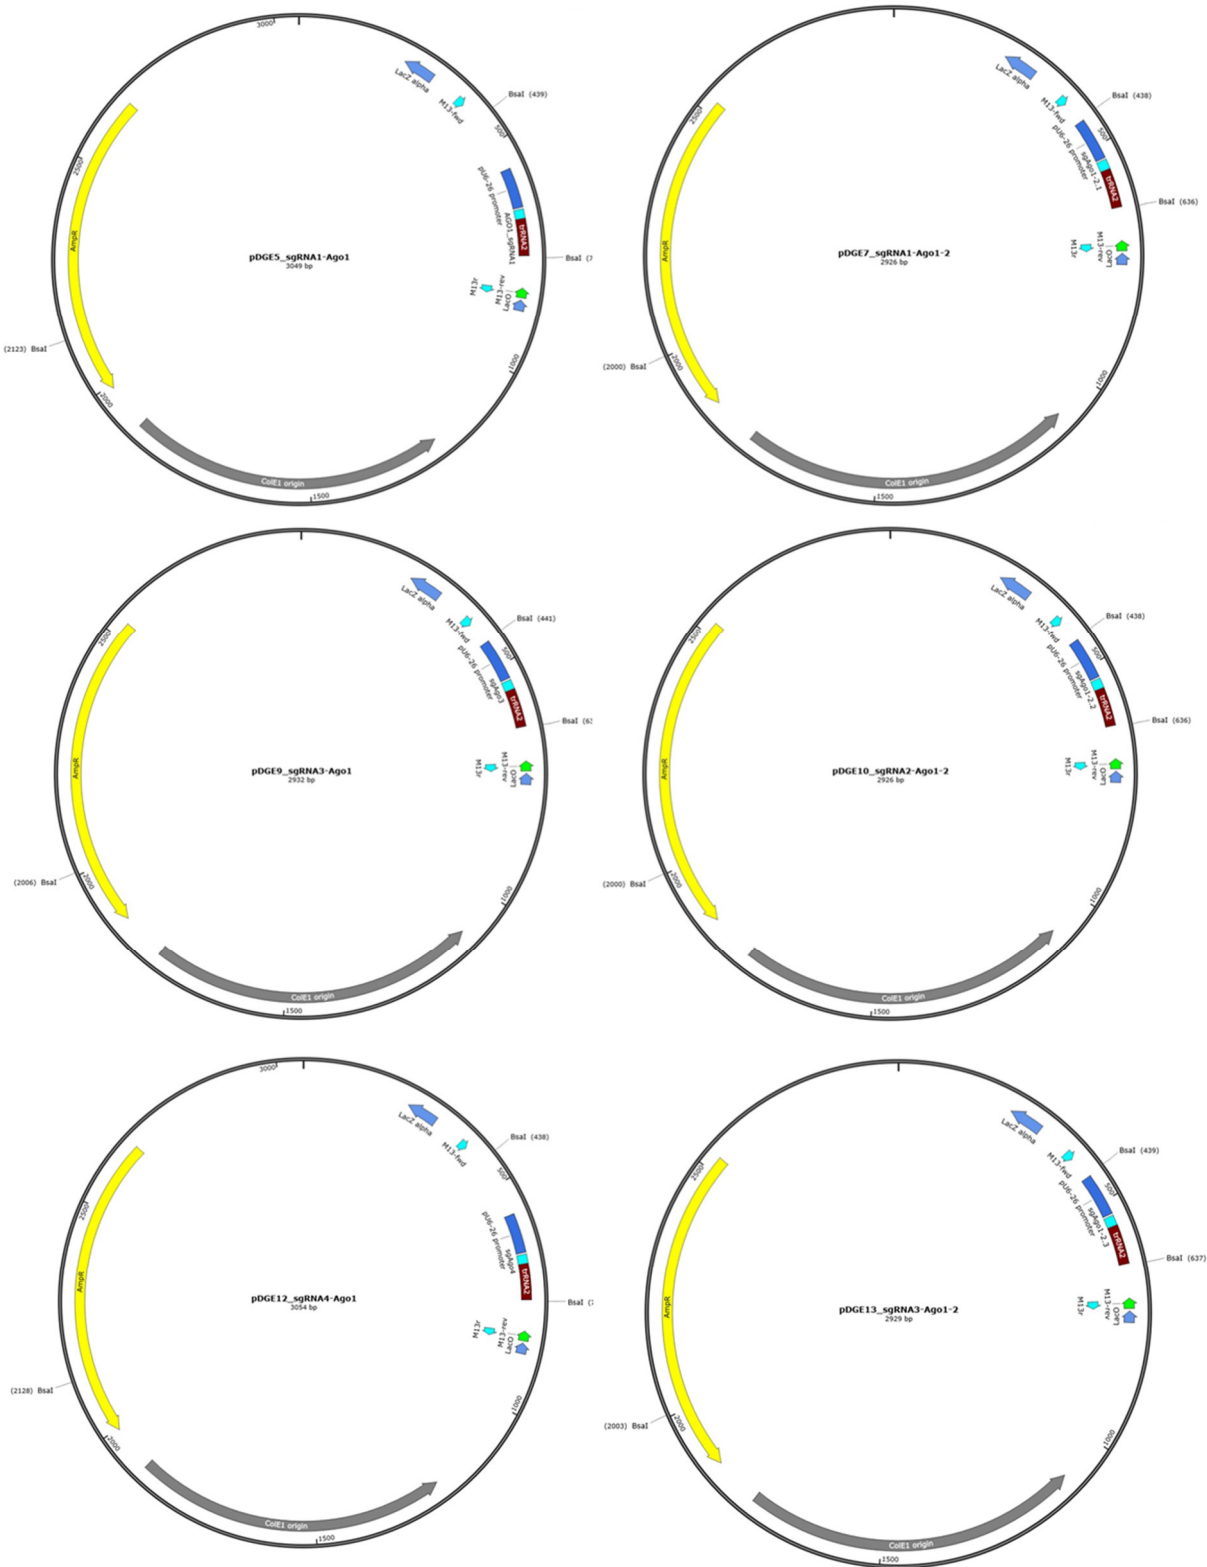 3000
LacZ alpha
M13-fwd
BsaI (439)
500
pU6-26 promoter
AGO1_sgRNA1
trRNA2
BsaI (7
M13r
M13-rev
LacO
1000
1500
ColE1 origin
2000
(2123) BsaI
AmpR
2500
pDGE5_sgRNA1-Ago1
3049 bp
LacZ alpha
M13-fwd
BsaI (438)
500
pU6-26 promoter
sgAgo1-2.1
trRNA2
BsaI (636)
M13r
M13-rev
LacO
1000
1500
ColE1 origin
2000
(2000) BsaI
AmpR
2500
pDGE7_sgRNA1-Ago1-2
2926 bp
LacZ alpha
M13-fwd
BsaI (441)
500
pU6-26 promoter
sgAgo3
trRNA2
BsaI (63
M13r
M13-rev
LacO
1000
1500
ColE1 origin
2000
(2006) BsaI
AmpR
2500
pDGE9_sgRNA3-Ago1
2932 bp
LacZ alpha
M13-fwd
BsaI (438)
500
pU6-26 promoter
sgAgo1-2.2
trRNA2
BsaI (636)
M13r
M13-rev
LacO
1000
1500
ColE1 origin
2000
(2000) BsaI
AmpR
2500
pDGE10_sgRNA2-Ago1-2
2926 bp
3000
LacZ alpha
M13-fwd
BsaI (438)
500
pU6-26 promoter
sgAgo4
trRNA2
BsaI (7
M13r
M13-rev
LacO
1000
1500
ColE1 origin
2000
(2128) BsaI
AmpR
2500
pDGE12_sgRNA4-Ago1
3054 bp
LacZ alpha
M13-fwd
BsaI (439)
500
pU6-26 promoter
sgAgo1-2.3
trRNA2
BsaI (637)
M13r
M13-rev
LacO
1000
1500
ColE1 origin
2000
(2003) BsaI
AmpR
2500
pDGE13_sgRNA3-Ago1-2
2929 bp